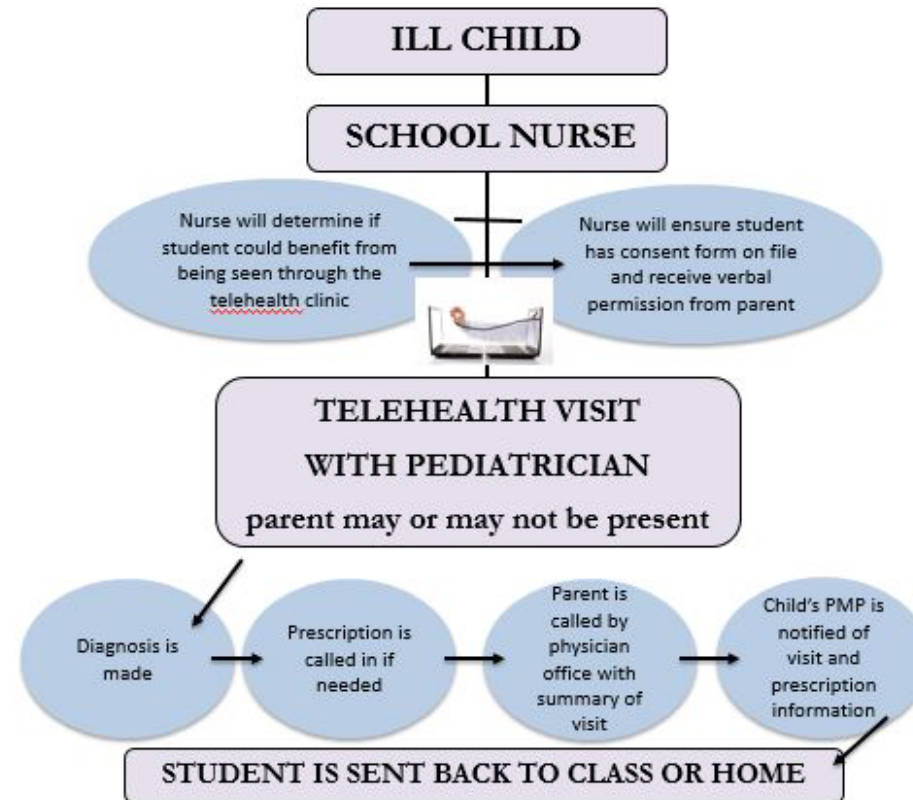 ILL CHILD
SCHOOL NURSE
Nurse will determine if
student could benefit from
being seen through the
telehealth clinic
Nurse will ensure student
has consent form on file
and receive verbal
permission from parent
TELEHEALTH VISIT
WITH PEDIATRICIAN
parent may or may not be present
Diagnosis is
made
Prescription is
called in if
needed
Parent is
called by
physician
office with
summary of
visit
Child's PMP is
notified of
visit and
prescription
information
STUDENT IS SENT BACK TO CLASS OR HOME